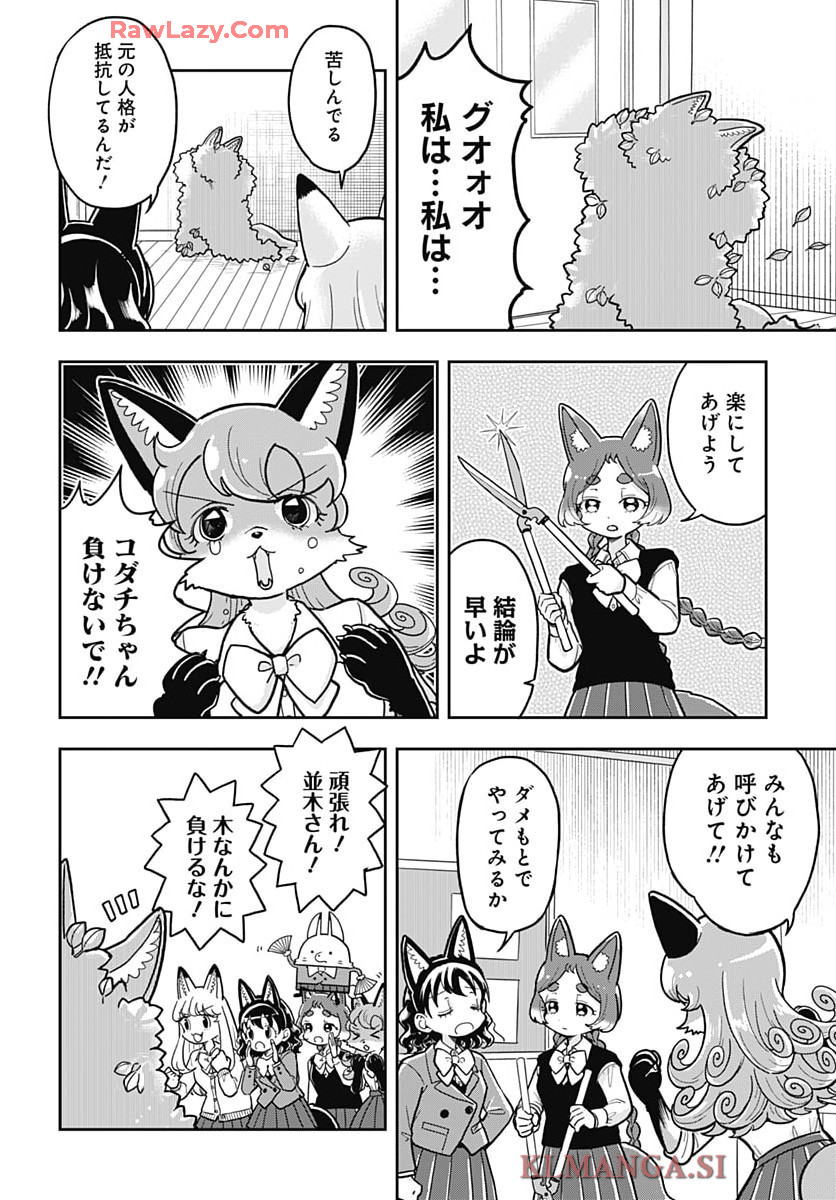 RawLazy.Com
グオォオ
私は…私は…
苦しんでる
元の人格が
抵抗してるんだ！
楽にして
あげよう
結論が
早いよ
コダチちゃん
負けないで!!
みんなも
呼びかけて
あげて!!
ダメもとで
やってみるか
頑張れ！
並木さん！
木なんかに
負けるな！
KLMANGA.SI